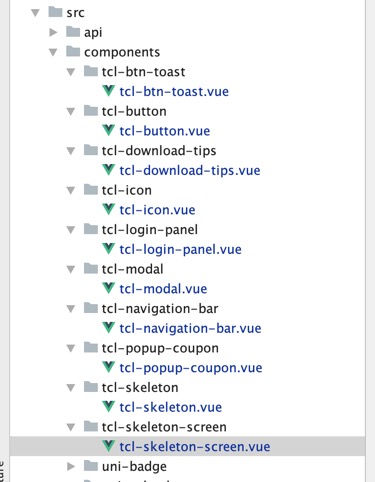 src
api
components
tcl-btn-toast
tcl-btn-toast.vue
tcl-button
tcl-button.vue
tcl-download-tips
tcl-download-tips.vue
tcl-icon
tcl-icon.vue
tcl-login-panel
tcl-login-panel.vue
tcl-modal
tcl-modal.vue
tcl-navigation-bar
tcl-navigation-bar.vue
tcl-popup-coupon
tcl-popup-coupon.vue
tcl-skeleton
tcl-skeleton.vue
tcl-skeleton-screen
tcl-skeleton-screen.vue
uni-badge